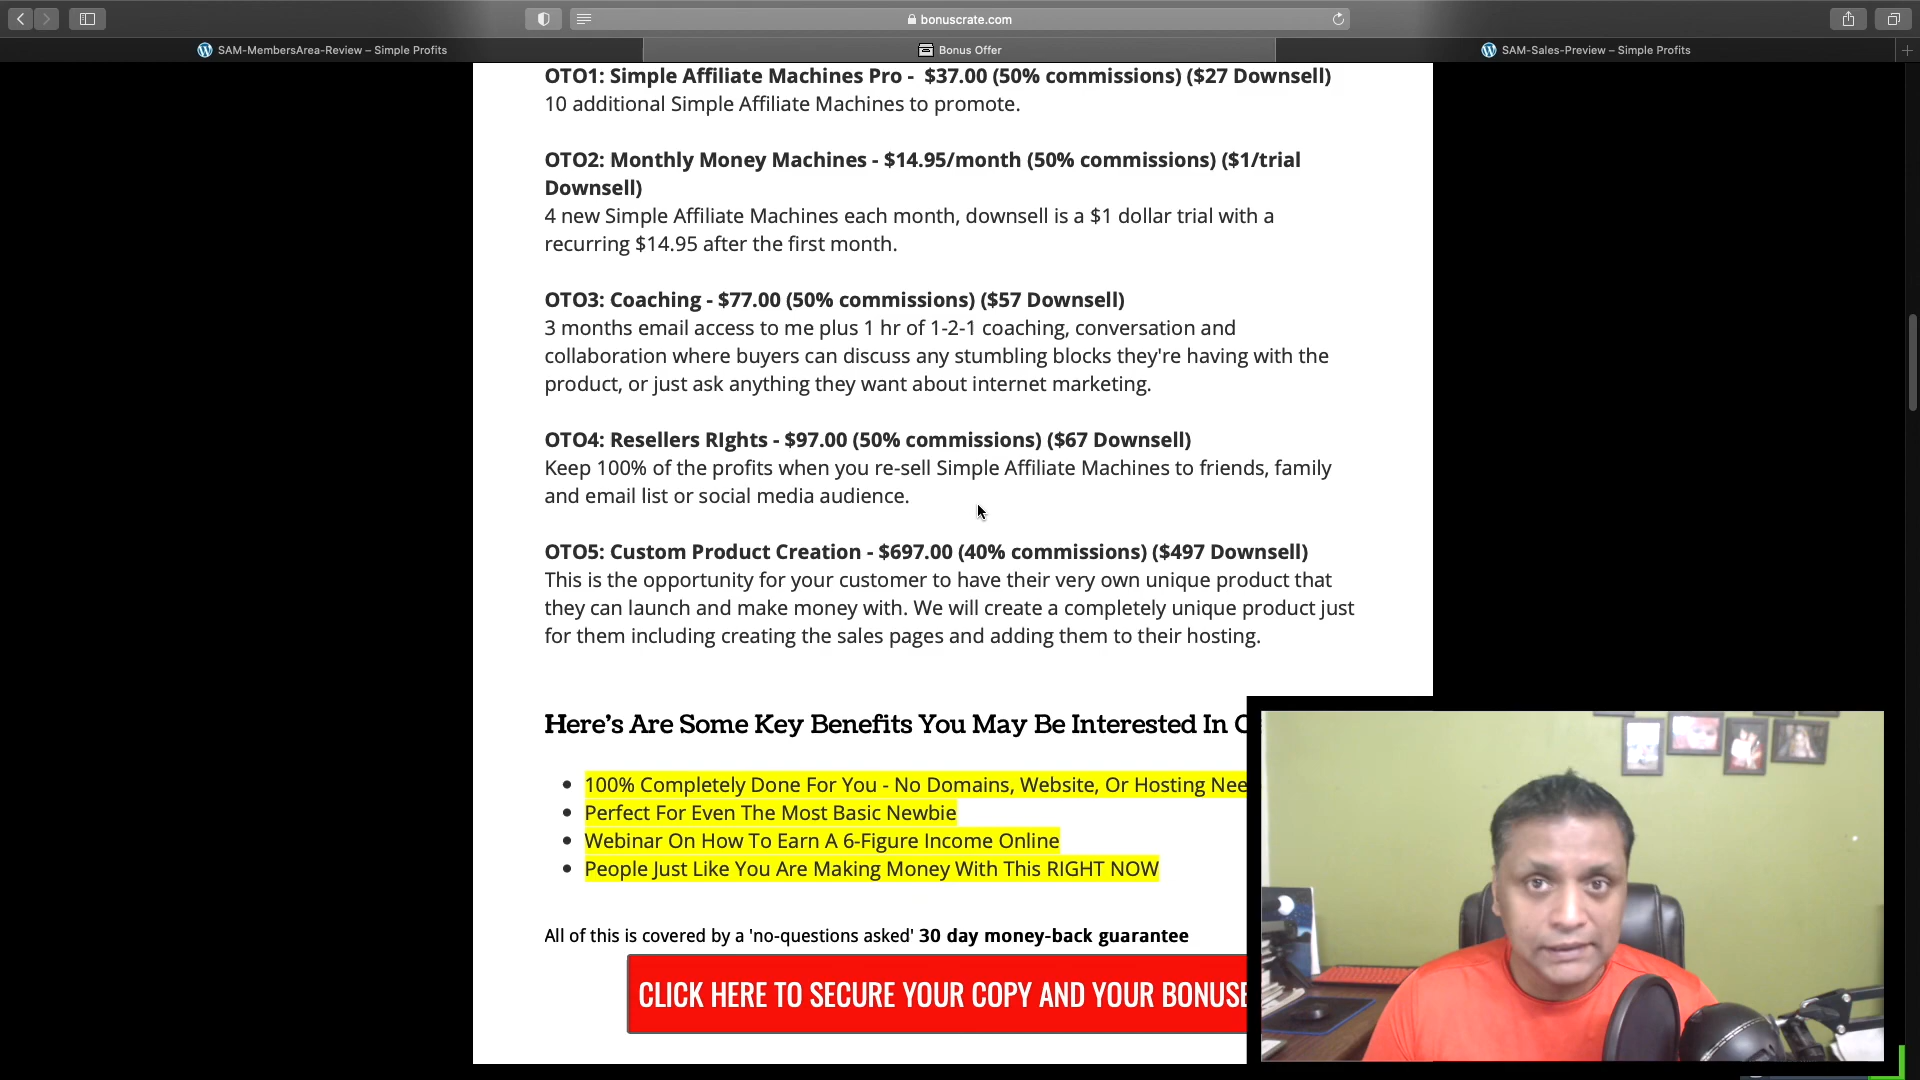 bonuscrate.com
SAM-MembersArea-Review – Simple Profits
Bonus Offer
SAM-Sales-Preview – Simple Profits
OTO1: Simple Affiliate Machines Pro - $37.00 (50% commissions) ($27 Downsell)
10 additional Simple Affiliate Machines to promote.
OTO2: Monthly Money Machines - $14.95/month (50% commissions) ($1/trial
Downsell)
4 new Simple Affiliate Machines each month, downsell is a $1 dollar trial with a
recurring $14.95 after the first month.
OTO3: Coaching - $77.00 (50% commissions) ($57 Downsell)
3 months email access to me plus 1 hr of 1-2-1 coaching, conversation and
collaboration where buyers can discuss any stumbling blocks they're having with the
product, or just ask anything they want about internet marketing.
OTO4: Resellers RIghts - $97.00 (50% commissions) ($67 Downsell)
Keep 100% of the profits when you re-sell Simple Affiliate Machines to friends, family
and email list or social media audience.
OTO5: Custom Product Creation - $697.00 (40% commissions) ($497 Downsell)
This is the opportunity for your customer to have their very own unique product that
they can launch and make money with. We will create a completely unique product just
for them including creating the sales pages and adding them to their hosting.
Here's Are Some Key Benefits You May Be Interested In
100% Completely Done For You - No Domains, Website, Or Hosting Nee
Perfect For Even The Most Basic Newbie
Webinar On How To Earn A 6-Figure Income Online
People Just Like You Are Making Money With This RIGHT NOW
All of this is covered by a 'no-questions asked' 30 day money-back guarantee
CLICK HERE TO SECURE YOUR COPY AND YOUR BONUSE